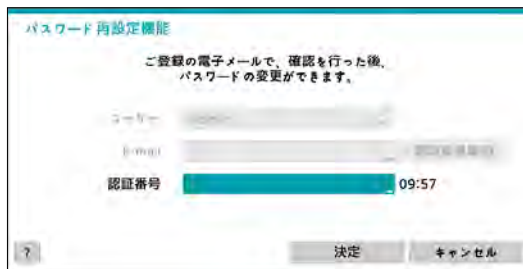 パスワード再設定機能
ご登録の電子メールで、確認を行った後、
パスワードの変更ができます。
ユーザー
E-mail
認証番号 09:57
? 決定 キャンセル